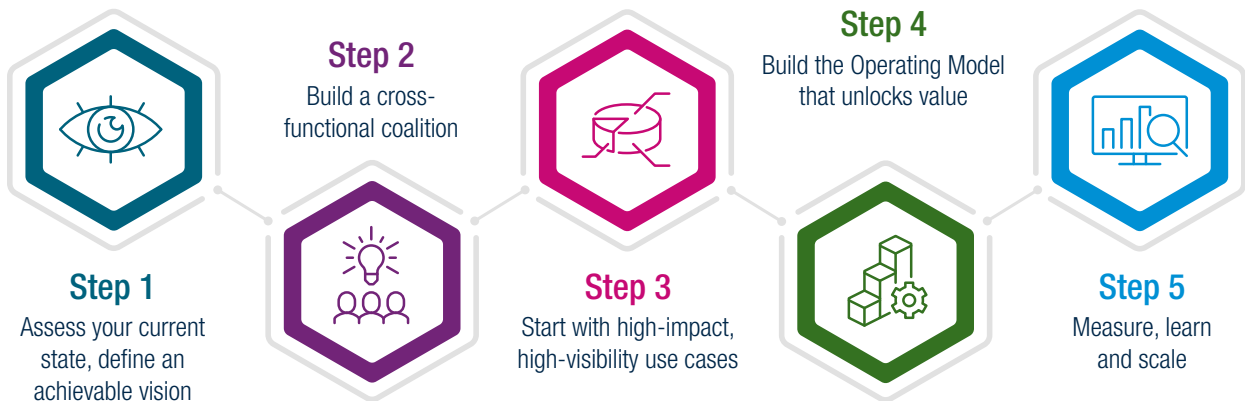 Step 1
Assess your current
state, define an
achievable vision
Step 2
Build a cross-
functional coalition
Step 3
Start with high-impact,
high-visibility use cases
Step 4
Build the Operating Model
that unlocks value
Step 5
Measure, learn
and scale